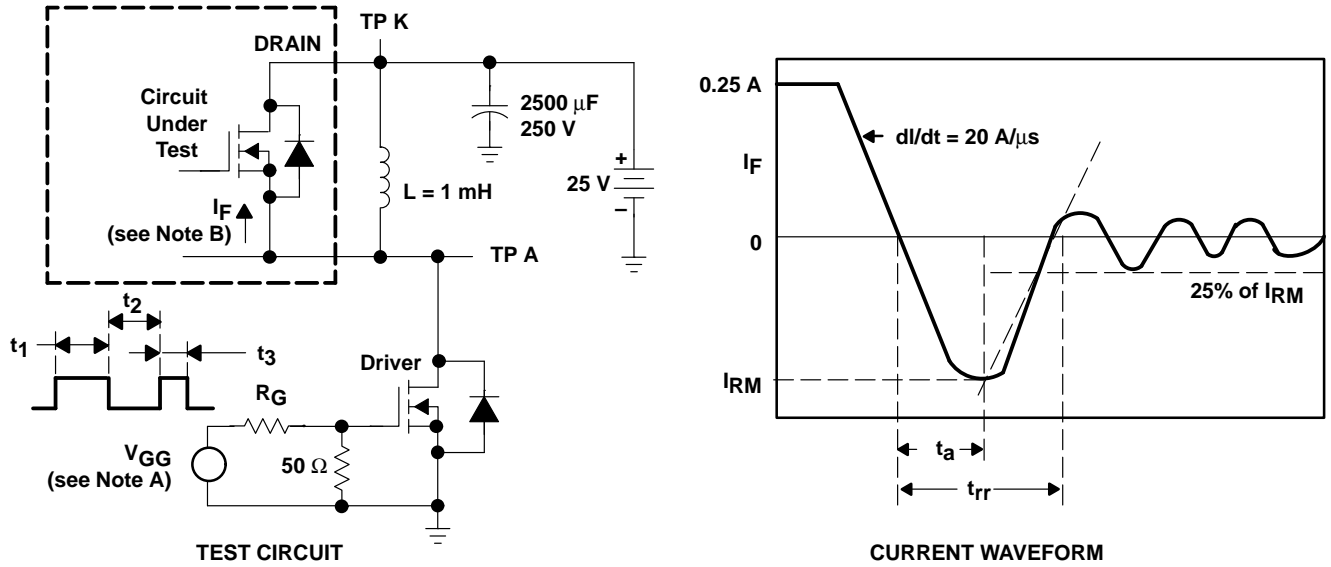 TP K
DRAIN
Circuit
Under
Test
2500 μF
250 V
L = 1 mH
25 V
+
–
IF
(see Note B)
TP A
t2
t1
t3
Driver
RG
VGG
(see Note A)
50 Ω
TEST CIRCUIT
0.25 A
dI/dt = 20 A/μs
IF
0
25% of IRM
IRM
ta
trr
CURRENT WAVEFORM